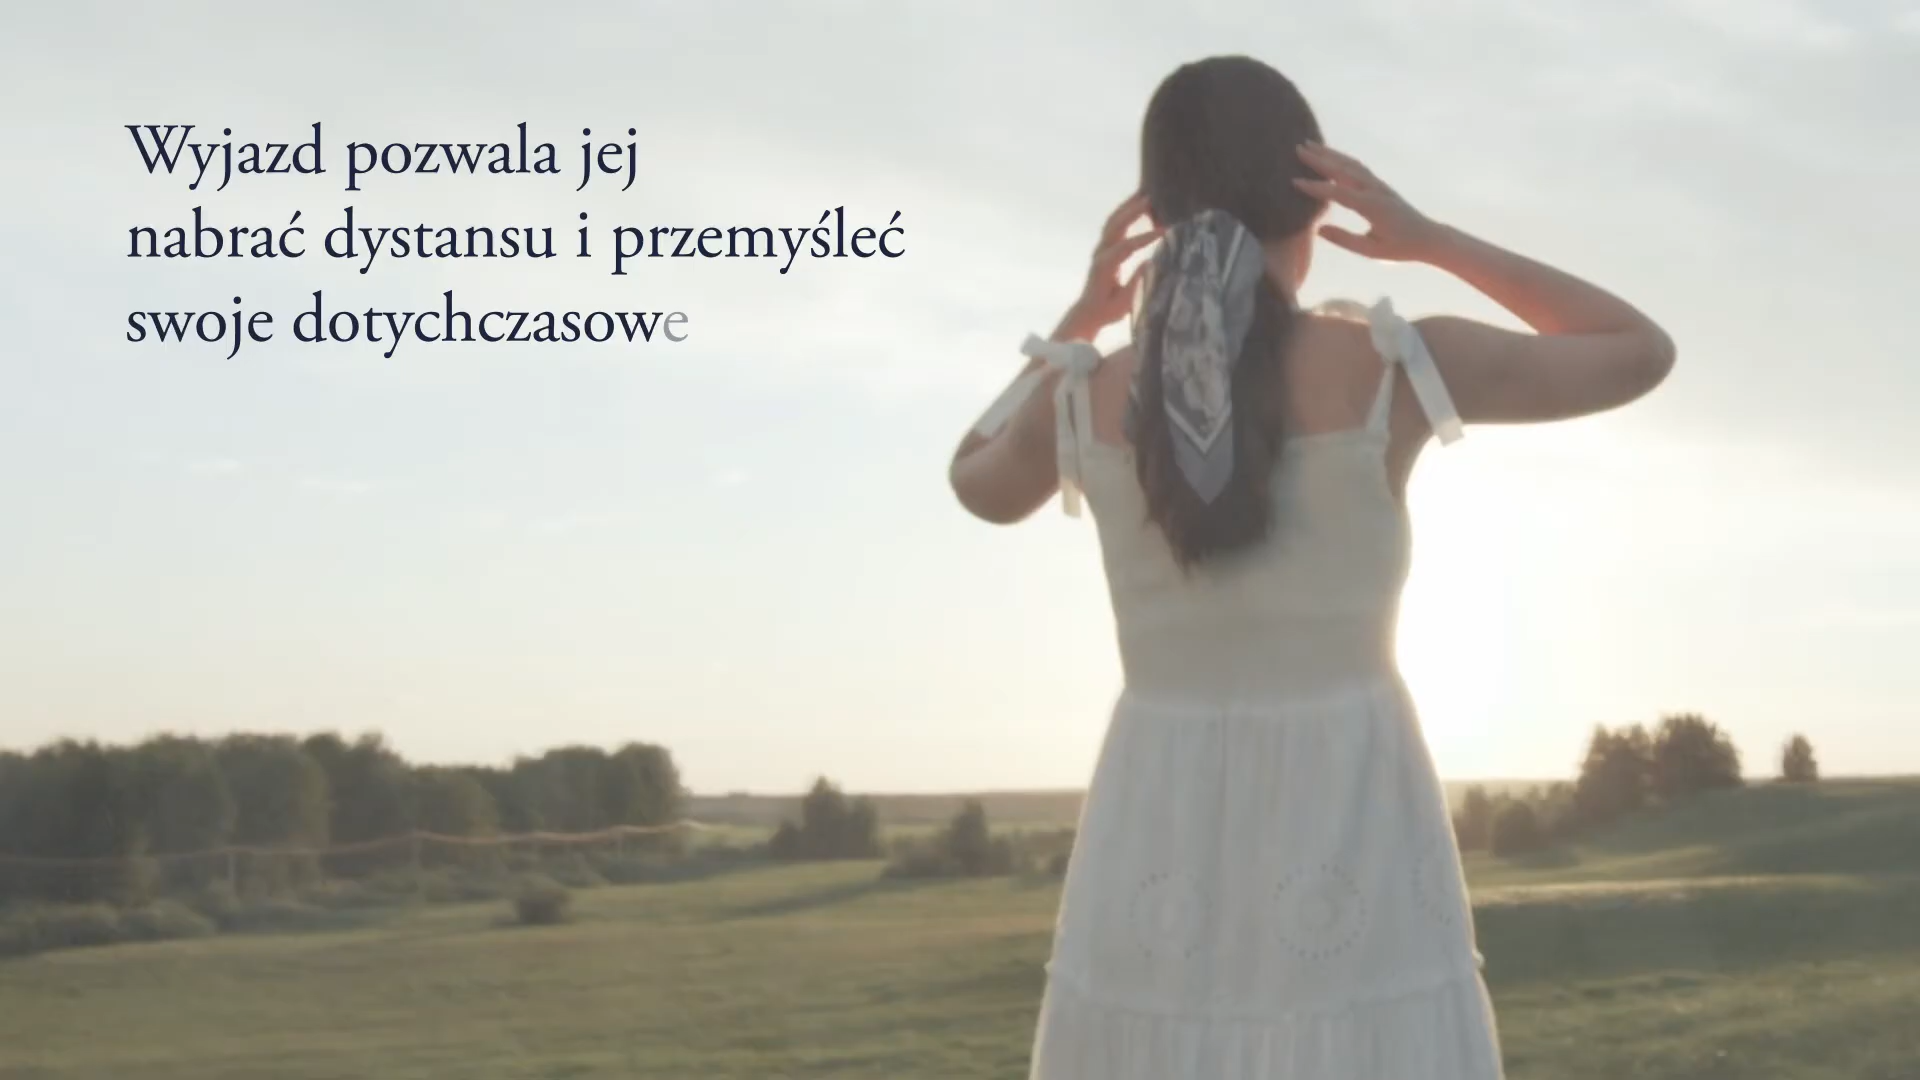 Wyjazd pozwala jej
nabrać dystansu i przemyśleć
swoje dotychczasowe